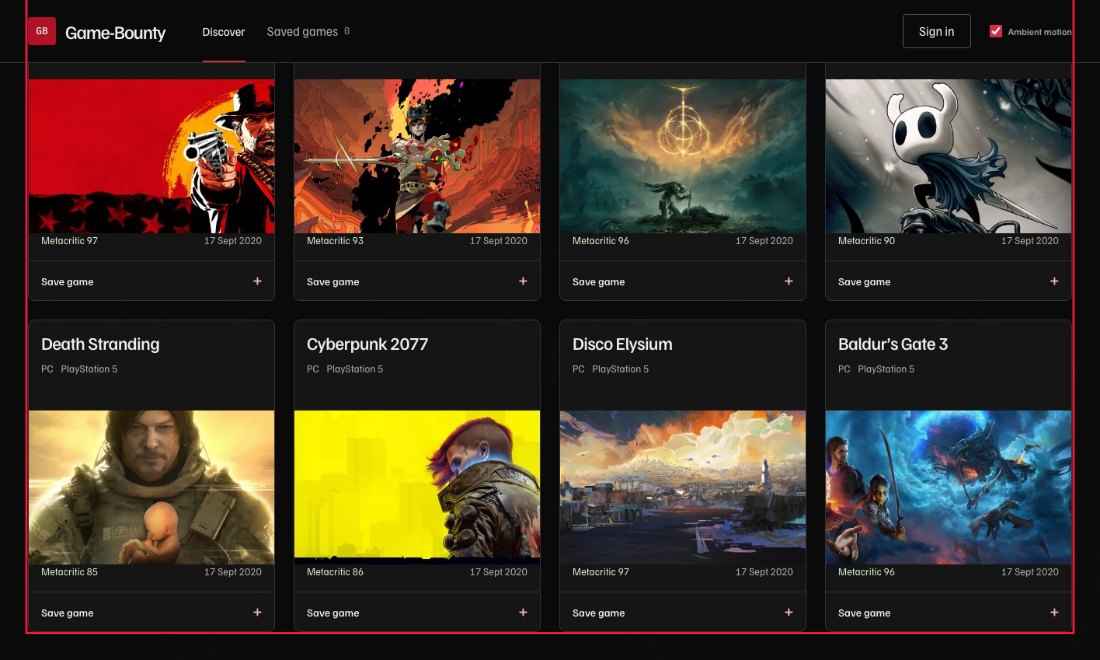 GB Game-Bounty Discover Saved games 0 Sign in Ambient motion
Metacritic 97 17 Sept 2020
Metacritic 93 17 Sept 2020
Metacritic 96 17 Sept 2020
Metacritic 90 17 Sept 2020
Save game +
Save game +
Save game +
Save game +
Death Stranding
PC PlayStation 5
Cyberpunk 2077
PC PlayStation 5
Disco Elysium
PC PlayStation 5
Baldur's Gate 3
PC PlayStation 5
Metacritic 85 17 Sept 2020
Metacritic 86 17 Sept 2020
Metacritic 97 17 Sept 2020
Metacritic 96 17 Sept 2020
Save game +
Save game +
Save game +
Save game +